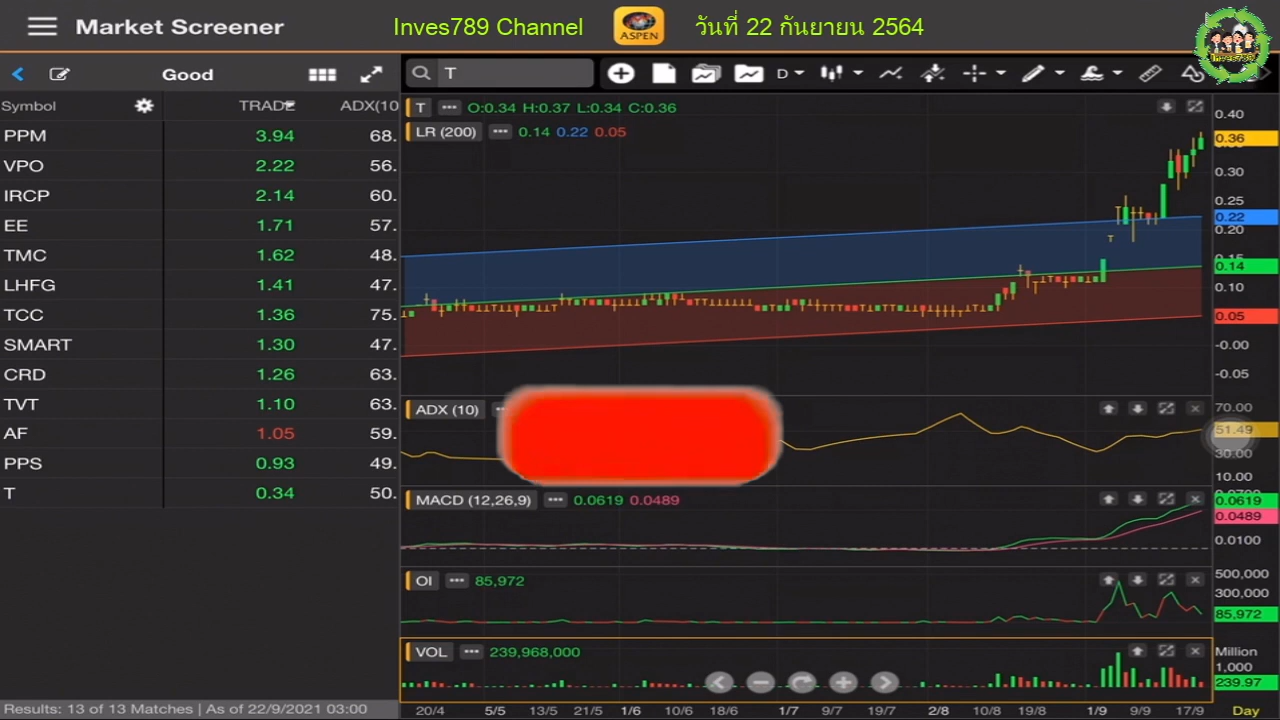 Market Screener
Inves789 Channel
ASPEN
วันที่ 22 กันยายน 2564
Inves789
Good
T
D
Symbol TRADE ADX(10
PPM 3.94 68.
VPO 2.22 56.
IRCP 2.14 60.
EE 1.71 57.
TMC 1.62 48.
LHFG 1.41 47.
TCC 1.36 75.
SMART 1.30 47.
CRD 1.26 63.
TVT 1.10 63.
AF 1.05 59.
PPS 0.93 49.
T 0.34 50.
Results: 13 of 13 Matches | As of 22/9/2021 03:00
T O:0.34 H:0.37 L:0.34 C:0.36
LR (200) 0.14 0.22 0.05
0.40
0.36
0.30
0.25
0.22
0.20
0.14
0.10
0.05
-0.00
-0.05
ADX (10)
70.00
51.49
30.00
10.00
MACD (12,26,9) 0.0619 0.0489
0.0619
0.0489
0.0100
OI 85,972
500,000
300,000
85,972
VOL 239,968,000
Million
1,000
239.97
20/4 5/5 13/5 21/5 1/6 10/6 18/6 1/7 9/7 19/7 2/8 10/8 19/8 1/9 9/9 17/9 Day